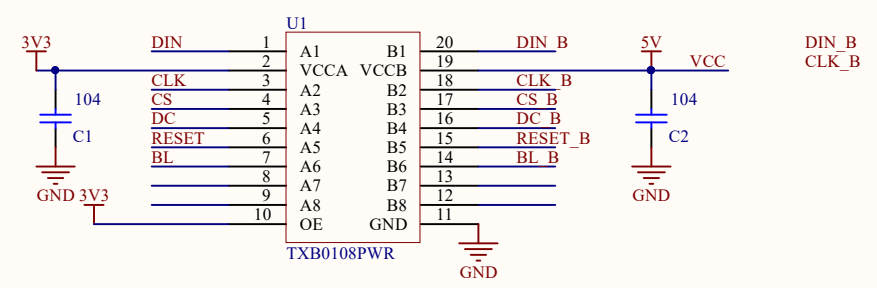 U1
3V3 DIN 1 A1 B1 20 DIN_B 5V DIN_B
2 VCCA VCCB 19 VCC CLK_B
CLK 3 A2 B2 18 CLK_B
104 CS 4 A3 B3 17 CS_B 104
DC 5 A4 B4 16 DC_B
C1 RESET 6 A5 B5 15 RESET_B C2
BL 7 A6 B6 14 BL_B
8 A7 B7 13
GND 3V3 9 A8 B8 12 GND
10 OE GND 11
TXB0108PWR
GND